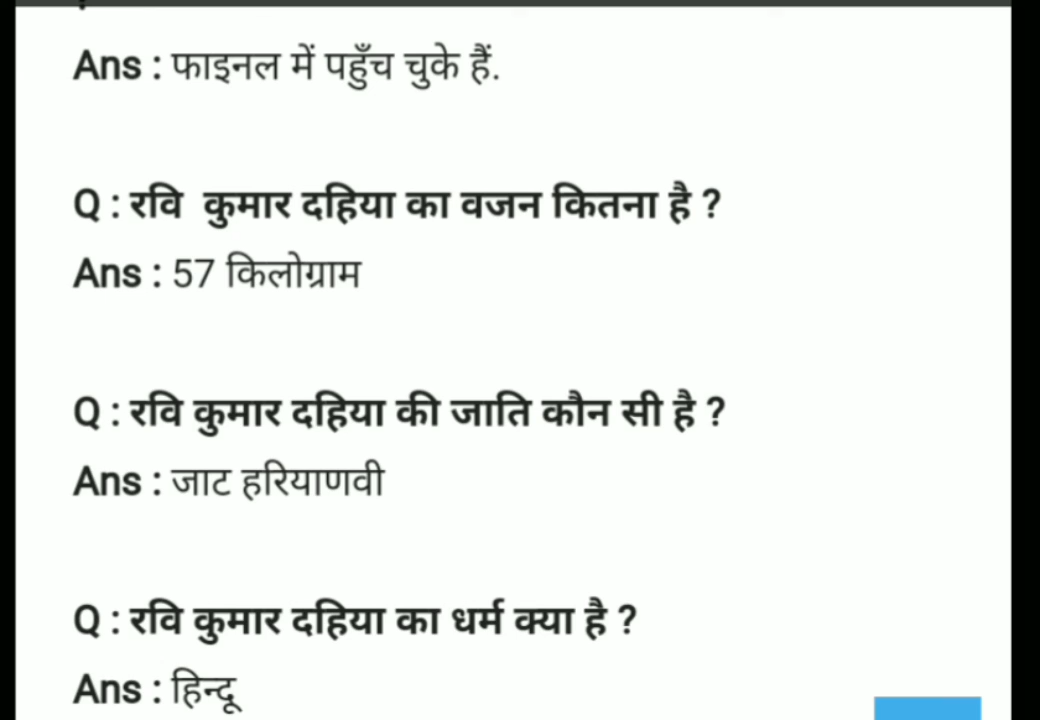 Ans : फाइनल में पहुँच चुके हैं.
Q : रवि कुमार दहिया का वजन कितना है ?
Ans : 57 किलोग्राम
Q : रवि कुमार दहिया की जाति कौन सी है ?
Ans : जाट हरियाणवी
Q : रवि कुमार दहिया का धर्म क्या है ?
Ans : हिन्दू